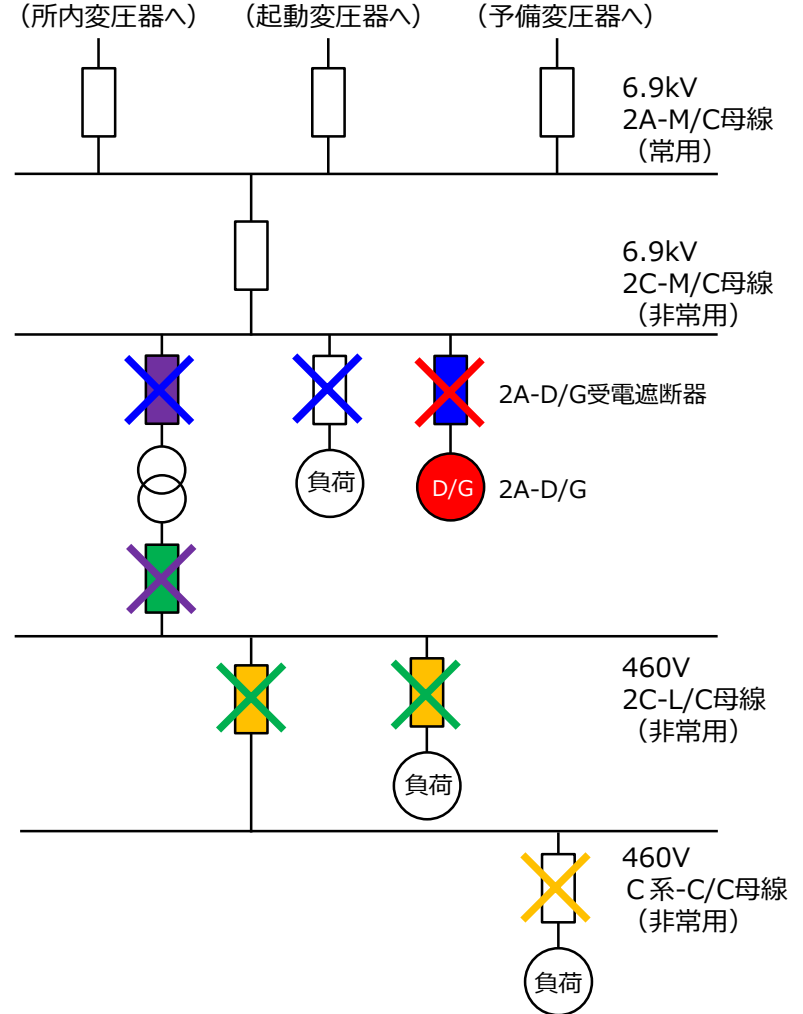 （所内変圧器へ）
（起動変圧器へ）
（予備変圧器へ）
6.9kV
2A-M/C母線
（常用）
6.9kV
2C-M/C母線
（非常用）
2A-D/G受電遮断器
負荷
D/G
2A-D/G
460V
2C-L/C母線
（非常用）
負荷
460V
C系-C/C母線
（非常用）
負荷